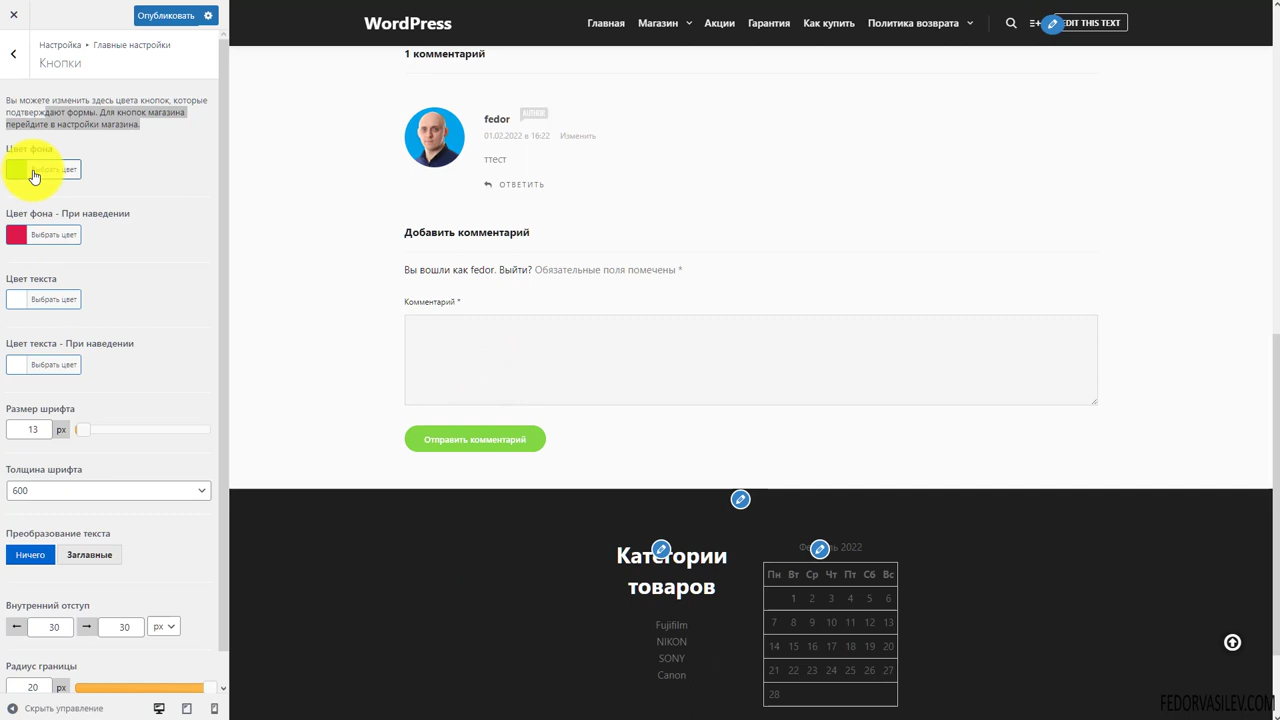 Опубликовать
WordPress
Главная Магазин Акции Гарантия Как купить Политика возврата
EDIT THIS TEXT
Настройка ▸ Главные настройки
Кнопки
Вы можете изменить здесь цвета кнопок, которые
подтверждают формы. Для кнопок магазина
перейдите в настройки магазина.
Цвет фона
Выбрать цвет
Цвет фона - При наведении
Выбрать цвет
Цвет текста
Выбрать цвет
Цвет текста - При наведении
Выбрать цвет
Размер шрифта
13 px
Толщина шрифта
600
Преобразование текста
Ничего Заглавные
Внутренний отступ
30 30 px
Радиус границы
20 px
Скрыть управление
1 комментарий
fedor AUTHOR
01.02.2022 в 16:22 Изменить
ттест
ОТВЕТИТЬ
Добавить комментарий
Вы вошли как fedor. Выйти? Обязательные поля помечены *
Комментарий *
Отправить комментарий
Категории
товаров
Fujifilm
NIKON
SONY
Canon
Февраль 2022
Пн Вт Ср Чт Пт Сб Вс
1 2 3 4 5 6
7 8 9 10 11 12 13
14 15 16 17 18 19 20
21 22 23 24 25 26 27
28
FEDORVASILEV.COM